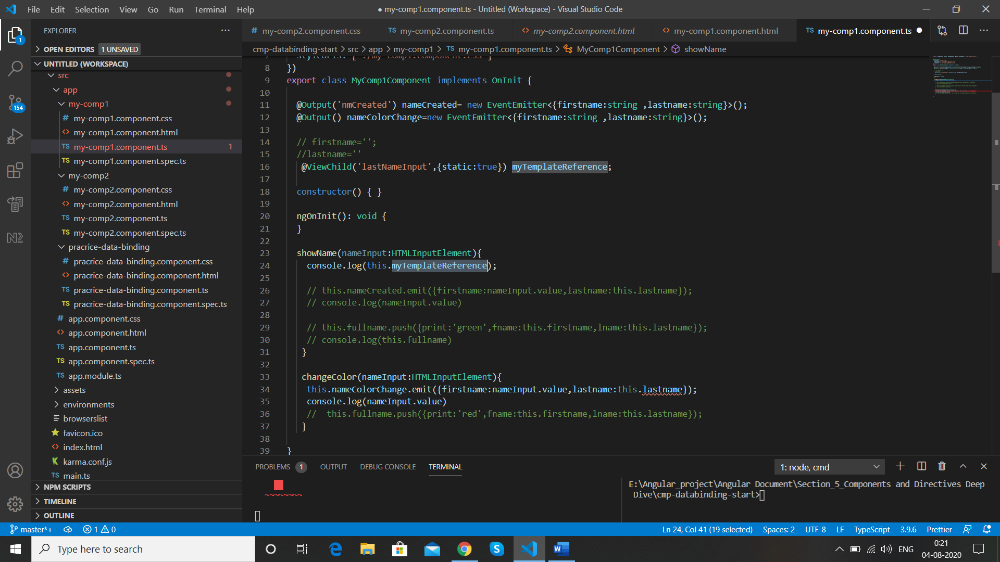 File Edit Selection View Go Run Terminal Help
● my-comp1.component.ts - Untitled (Workspace) - Visual Studio Code
EXPLORER ···
# my-comp2.component.css TS my-comp2.component.ts <> my-comp2.component.html <> my-comp1.component.html TS my-comp1.component.ts ●
cmp-databinding-start > src > app > my-comp1 > TS my-comp1.component.ts > MyComp1Component > showName
1
154
OPEN EDITORS 1 UNSAVED
UNTITLED (WORKSPACE)
src
app
my-comp1
# my-comp1.component.css
<> my-comp1.component.html
TS my-comp1.component.ts 1
TS my-comp1.component.spec.ts
my-comp2
# my-comp2.component.css
<> my-comp2.component.html
TS my-comp2.component.ts
TS my-comp2.component.spec.ts
pracrice-data-binding
# pracrice-data-binding.component.css
<> pracrice-data-binding.component.html
TS pracrice-data-binding.component.ts
TS pracrice-data-binding.component.spec.ts
# app.component.css
<> app.component.html
TS app.component.ts
TS app.component.spec.ts
TS app.module.ts
assets
environments
browserslist
favicon.ico
<> index.html
karma.conf.js
TS main.ts
NPM SCRIPTS
TIMELINE
OUTLINE
8 })
9 export class MyComp1Component implements OnInit {
10
11 @Output('nmCreated') nameCreated= new EventEmitter<{firstname:string ,lastname:string}>();
12 @Output() nameColorChange=new EventEmitter<{firstname:string ,lastname:string}>();
13
14 // firstname='';
15 //lastname=''
16 @ViewChild('lastNameInput',{static:true}) myTemplateReference;
17
18 constructor() { }
19
20 ngOnInit(): void {
21 }
22
23 showName(nameInput:HTMLInputElement){
24 console.log(this.myTemplateReference);
25
26 // this.nameCreated.emit({firstname:nameInput.value,lastname:this.lastname});
27 // console.log(nameInput.value)
28
29 // this.fullname.push({print:'green',fname:this.firstname,lname:this.lastname});
30 // console.log(this.fullname)
31 }
32
33 changeColor(nameInput:HTMLInputElement){
34 this.nameColorChange.emit({firstname:nameInput.value,lastname:this.lastname});
35 console.log(nameInput.value)
36 //  this.fullname.push({print:'red',fname:this.firstname,lname:this.lastname});
37 }
38
39 }
PROBLEMS 1 OUTPUT DEBUG CONSOLE TERMINAL
1: node, cmd
E:\Angular_project\Angular Document\Section_5_Components and Directives Deep
Dive\cmp-databinding-start>
master*+ 1 0
Ln 24, Col 41 (19 selected) Spaces: 2 UTF-8 LF TypeScript 3.9.6 Prettier
Type here to search
ENG
0:21
04-08-2020